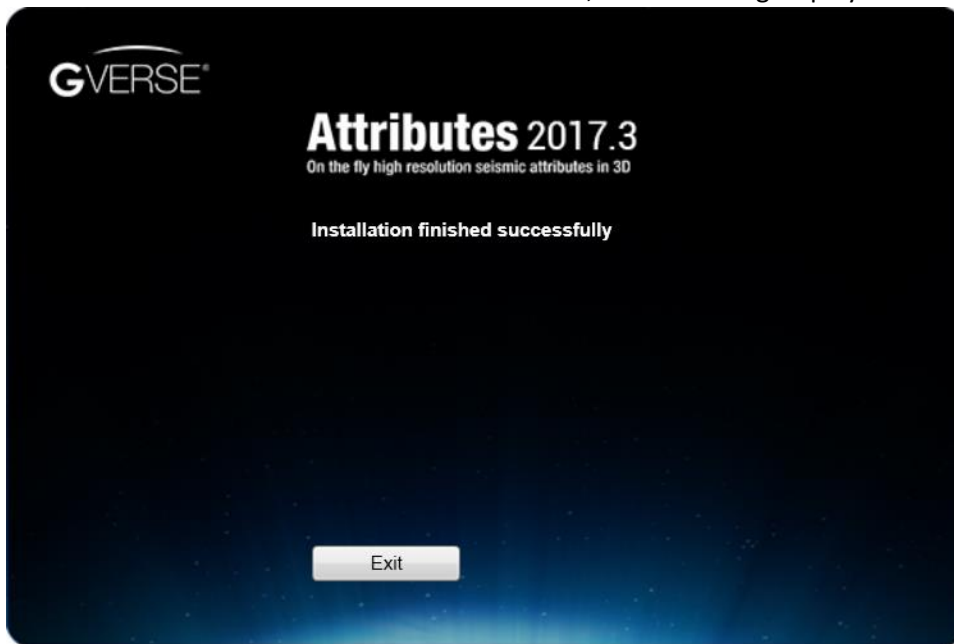 GVERSE®
Attributes 2017.3
On the fly high resolution seismic attributes in 3D
Installation finished successfully
Exit